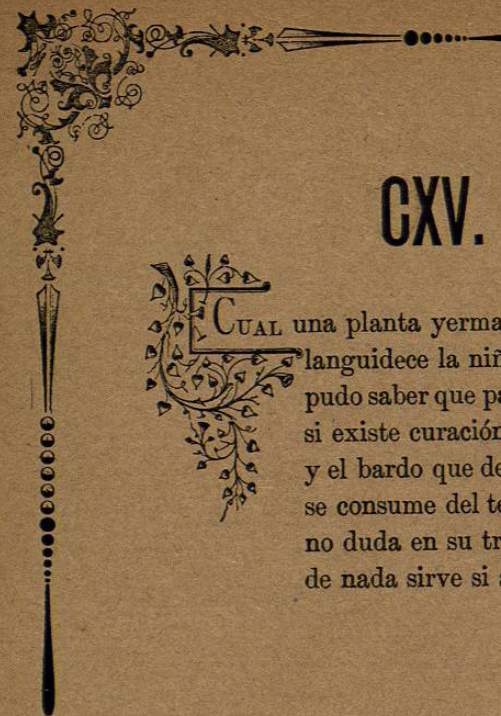 CXV.
CUAL una planta yerma
languidece la niñ
pudo saber que pa
si existe curación
y el bardo que de
se consume del te
no duda en su tr
de nada sirve si a